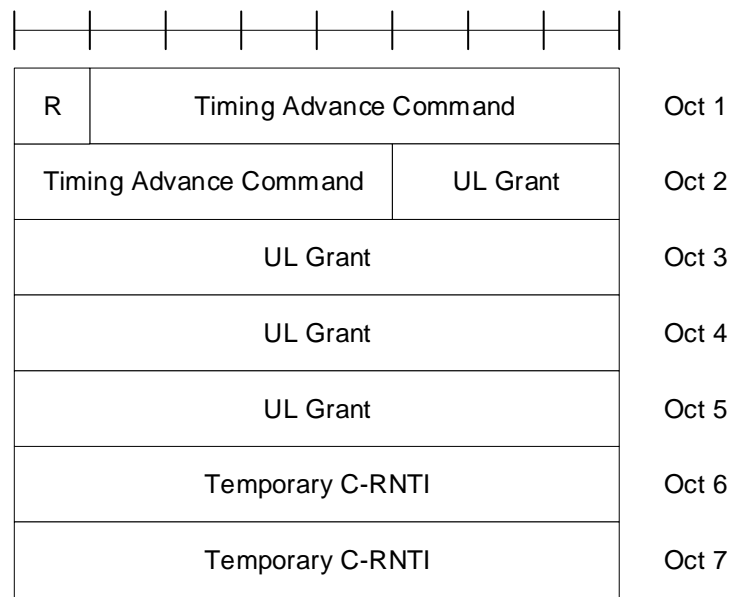 R Timing Advance Command Oct 1
Timing Advance Command UL Grant Oct 2
UL Grant Oct 3
UL Grant Oct 4
UL Grant Oct 5
Temporary C-RNTI Oct 6
Temporary C-RNTI Oct 7